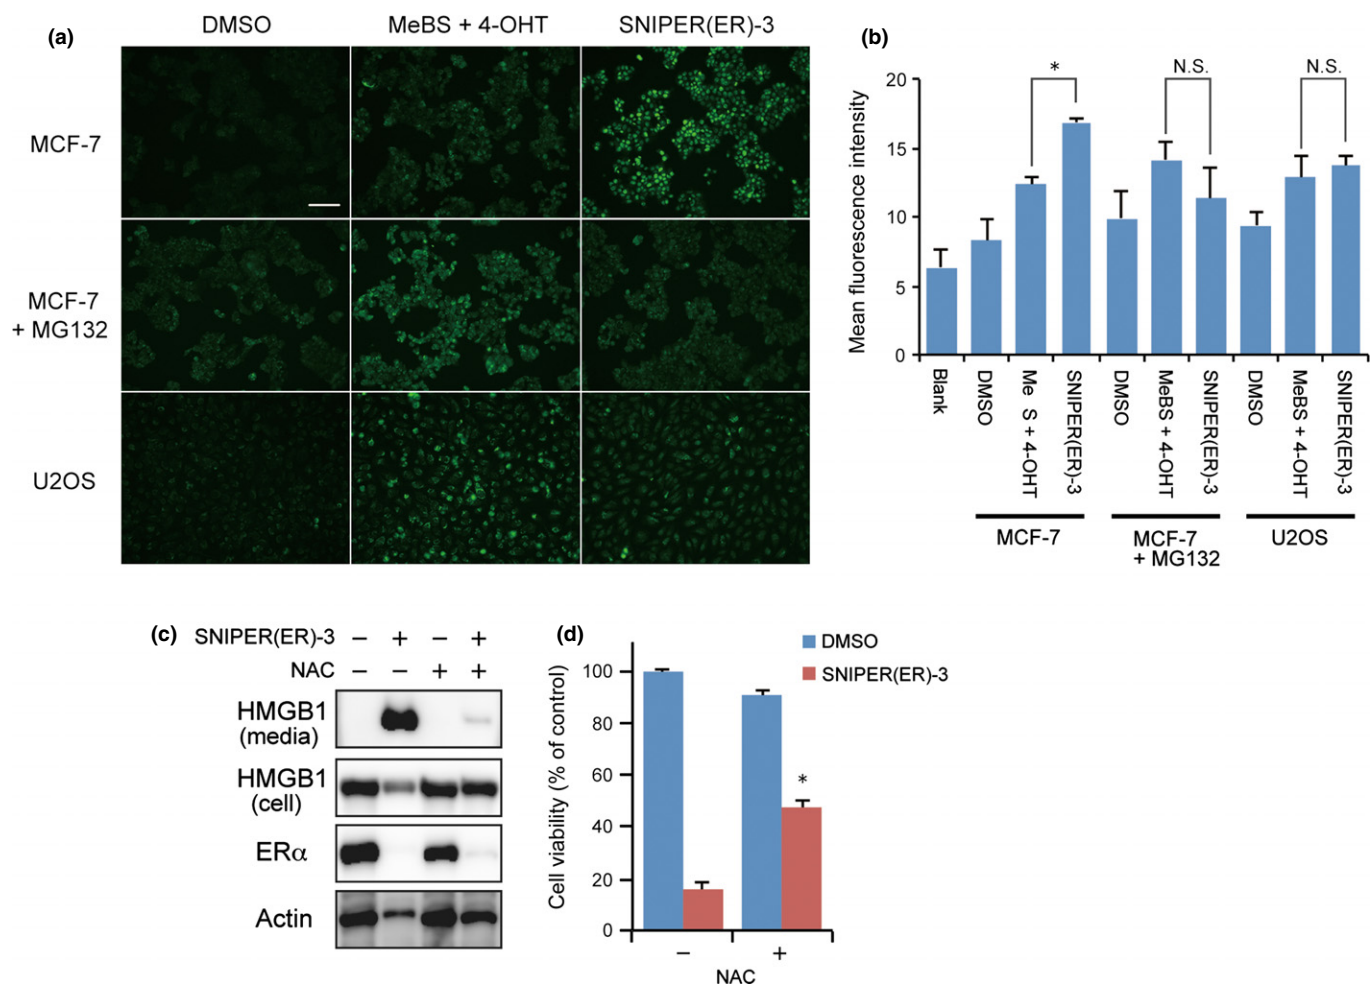 (a)
DMSO
MeBS + 4-OHT
SNIPER(ER)-3
MCF-7
MCF-7
+ MG132
U2OS
(b)
Mean fluorescence intensity
20
15
10
5
0
*
N.S.
N.S.
Blank
DMSO
Me S + 4-OHT
SNIPER(ER)-3
DMSO
MeBS + 4-OHT
SNIPER(ER)-3
DMSO
MeBS + 4-OHT
SNIPER(ER)-3
MCF-7
MCF-7
+ MG132
U2OS
(c)
SNIPER(ER)-3 – + – +
NAC – – + +
HMGB1
(media)
HMGB1
(cell)
ERα
Actin
(d)
DMSO
SNIPER(ER)-3
Cell viability (% of control)
100
80
60
40
20
0
*
– +
NAC